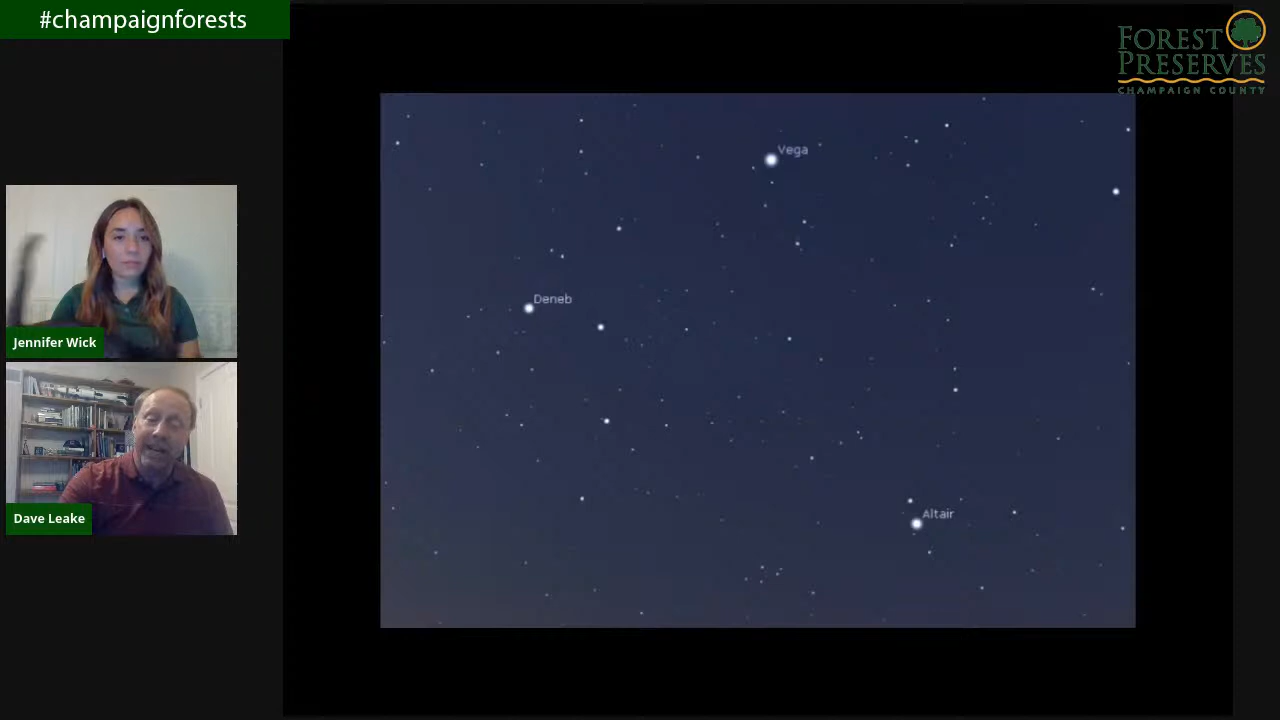 #champaignforests
FOREST
PRESERVES
CHAMPAIGN COUNTY
Vega
Deneb
Altair
Jennifer Wick
Dave Leake